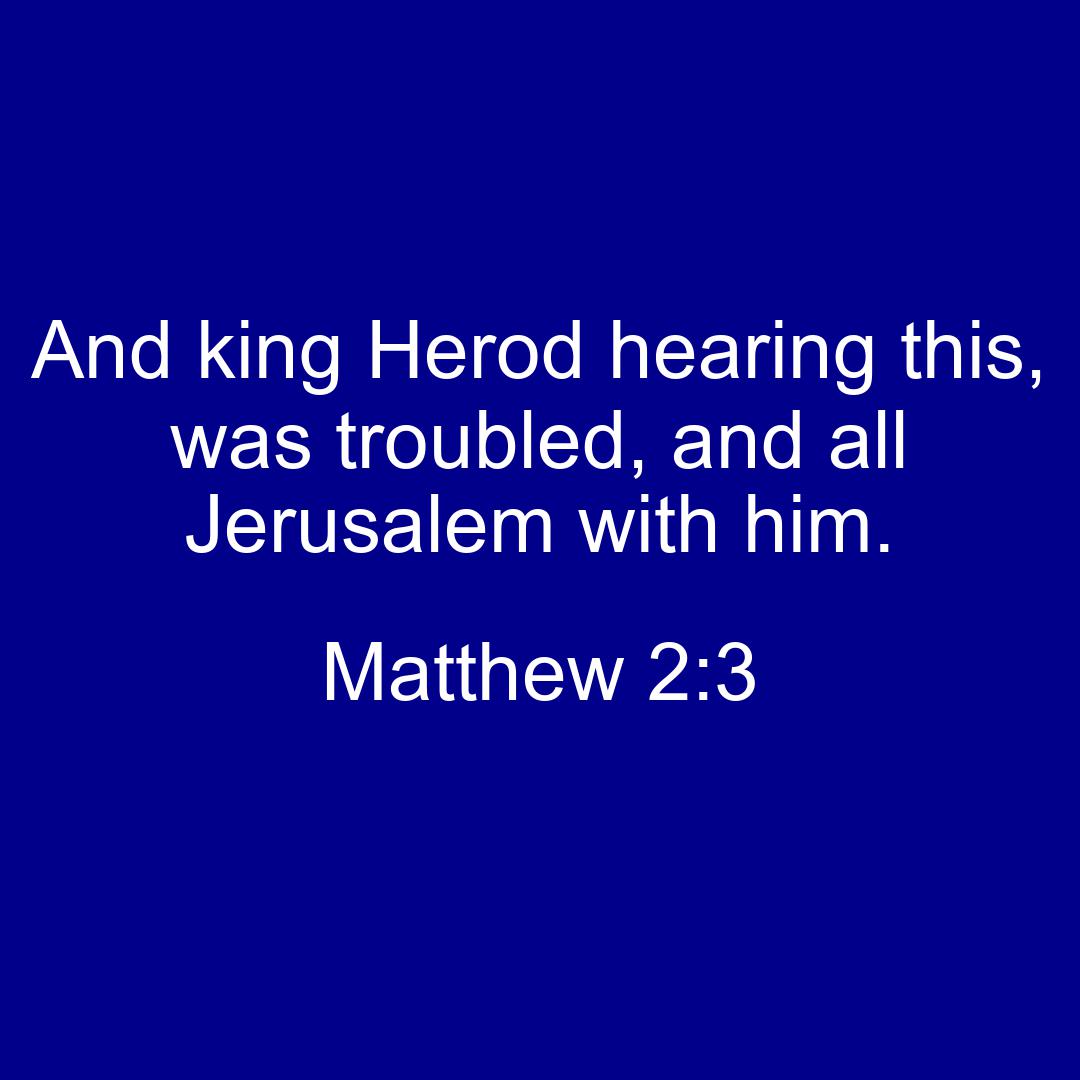 And king Herod hearing this,
was troubled, and all
Jerusalem with him.
Matthew 2:3